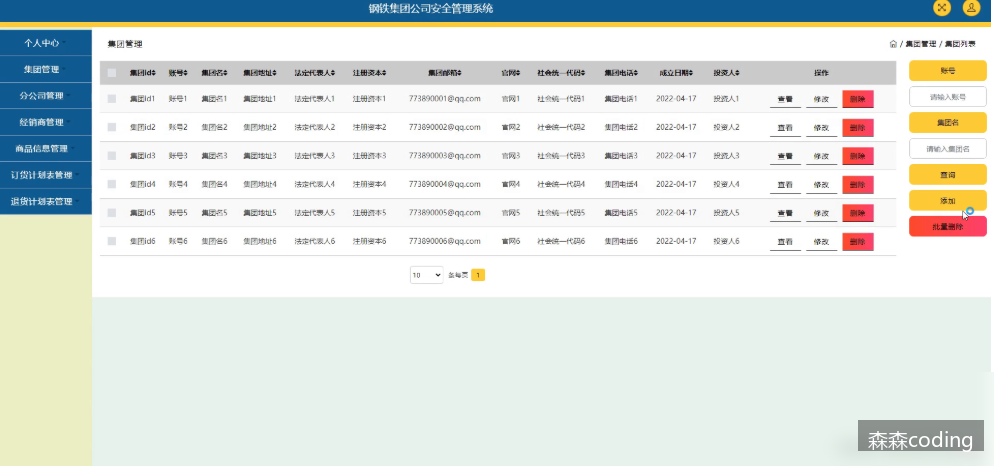 钢铁集团公司安全管理系统
个人中心
集团管理
分公司管理
经销商管理
商品信息管理
订货计划表管理
退货计划表管理
集团管理
/ 集团管理 / 集团列表
集团id 账号 集团名 集团地址 法定代表人 注册资本 集团邮箱 官网 社会统一代码 集团电话 成立日期 投资人 操作
集团id1 账号1 集团名1 集团地址1 法定代表人1 注册资本1 773890001@qq.com 官网1 社会统一代码1 集团电话1 2022-04-17 投资人1 查看 修改 删除
集团id2 账号2 集团名2 集团地址2 法定代表人2 注册资本2 773890002@qq.com 官网2 社会统一代码2 集团电话2 2022-04-17 投资人2 查看 修改 删除
集团id3 账号3 集团名3 集团地址3 法定代表人3 注册资本3 773890003@qq.com 官网3 社会统一代码3 集团电话3 2022-04-17 投资人3 查看 修改 删除
集团id4 账号4 集团名4 集团地址4 法定代表人4 注册资本4 773890004@qq.com 官网4 社会统一代码4 集团电话4 2022-04-17 投资人4 查看 修改 删除
集团id5 账号5 集团名5 集团地址5 法定代表人5 注册资本5 773890005@qq.com 官网5 社会统一代码5 集团电话5 2022-04-17 投资人5 查看 修改 删除
集团id6 账号6 集团名6 集团地址6 法定代表人6 注册资本6 773890006@qq.com 官网6 社会统一代码6 集团电话6 2022-04-17 投资人6 查看 修改 删除
10 条每页 1
账号
请输入账号
集团名
请输入集团名
查询
添加
批量删除
森森coding